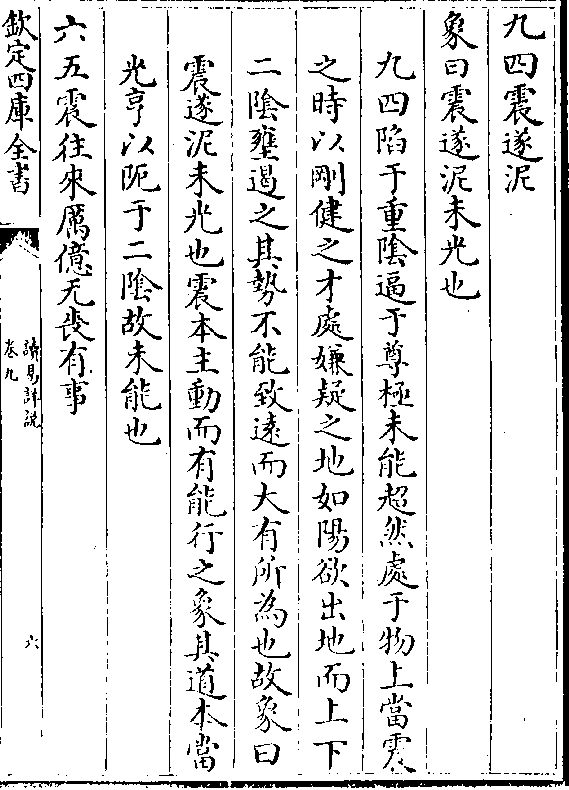 九四震遂泥
象曰震遂泥未光也
九四陷于重陰逼于尊極未能超然處于物上當震
之時以剛健之才處嫌疑之地如陽欲出地而上下
二陰壅遏之其勢不能致遠而大有所為也故象曰
震遂泥未光也震本主動而有能行之象其道本當
光亨以阨于二陰故未能也
六五震往來厲億无喪有事
欽定四庫全書
讀易詳說
卷九
六